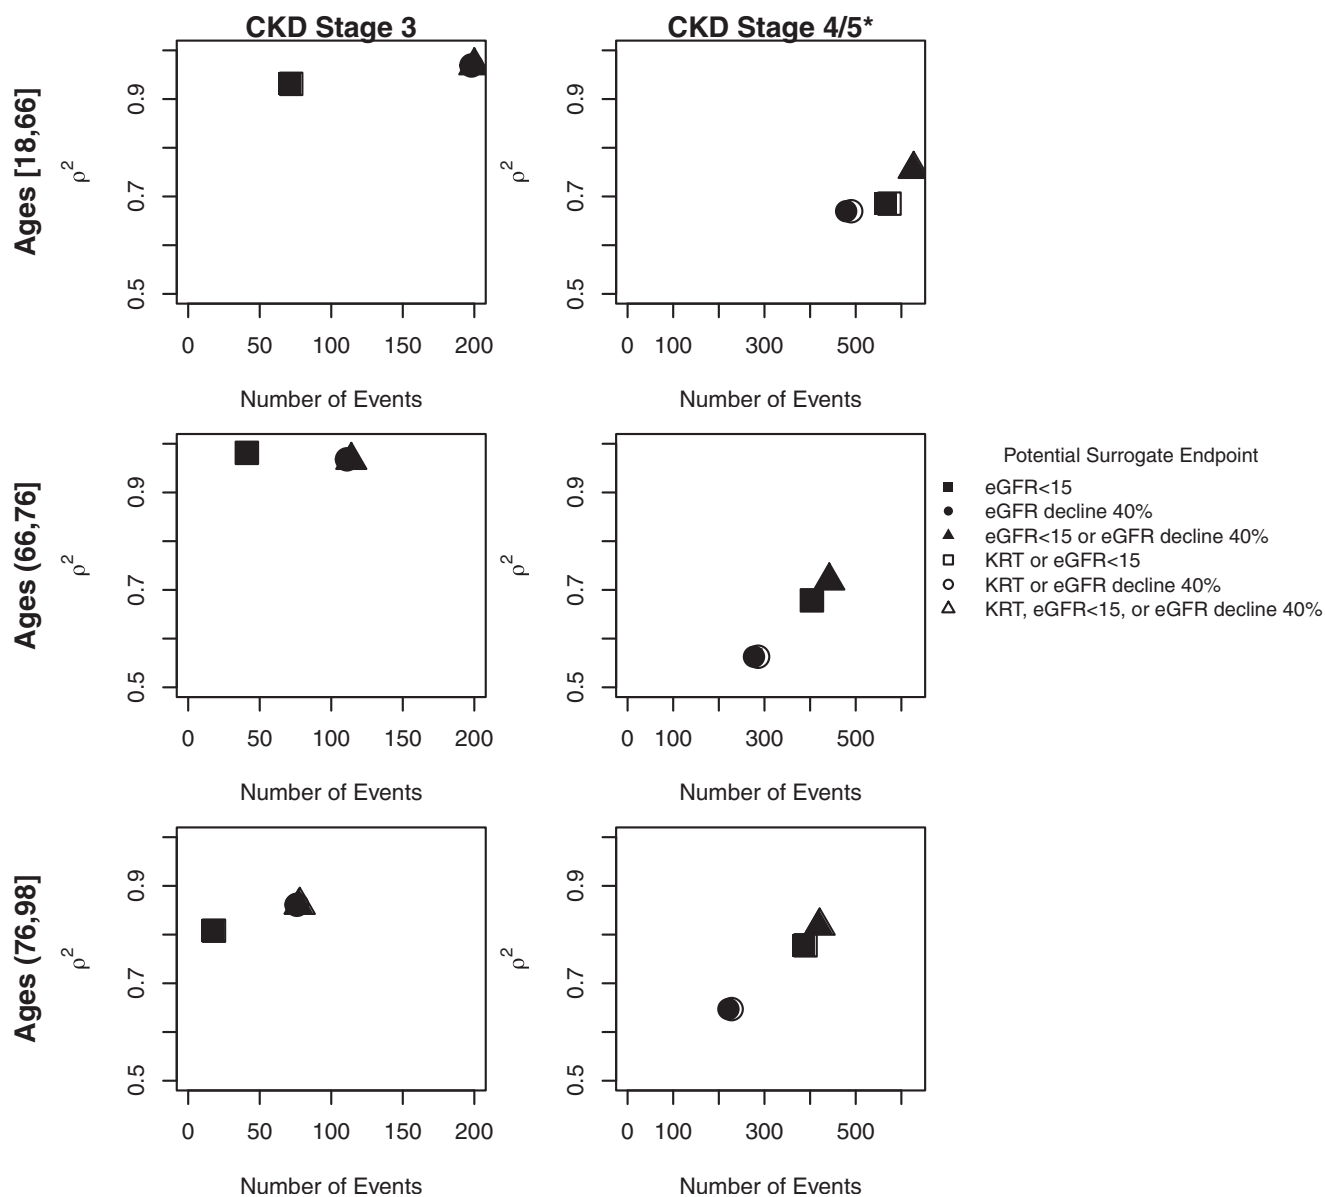 CKD Stage 3
CKD Stage 4/5*
Ages [18,66]
ρ2
0.5 0.7 0.9
0 50 100 150 200
Number of Events
ρ2
0.5 0.7 0.9
0 100 300 500
Number of Events
Ages (66,76]
ρ2
0.5 0.7 0.9
0 50 100 150 200
Number of Events
ρ2
0.5 0.7 0.9
0 100 300 500
Number of Events
Potential Surrogate Endpoint
eGFR<15
eGFR decline 40%
eGFR<15 or eGFR decline 40%
KRT or eGFR<15
KRT or eGFR decline 40%
KRT, eGFR<15, or eGFR decline 40%
Ages (76,98]
ρ2
0.5 0.7 0.9
0 50 100 150 200
Number of Events
ρ2
0.5 0.7 0.9
0 100 300 500
Number of Events